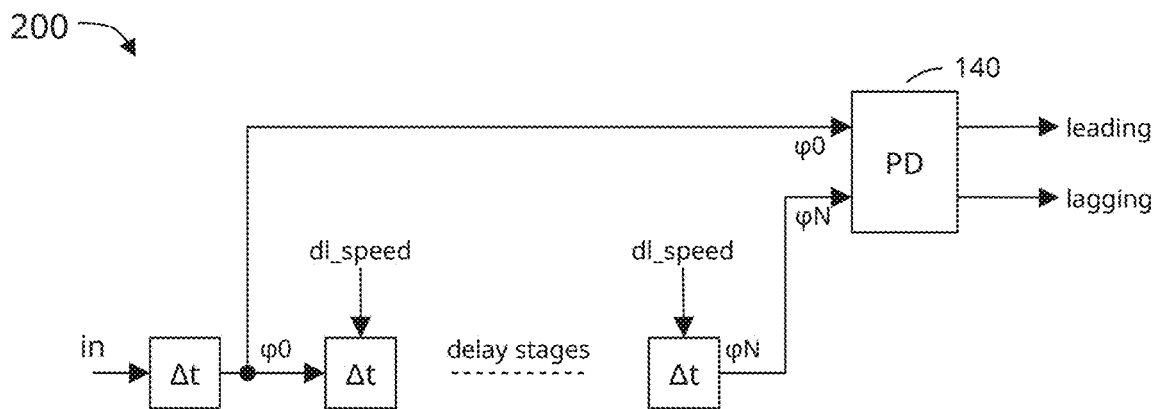 200
140
leading
φ0
PD
lagging
φN
dl_speed
dl_speed
in
Δt
φ0
Δt
delay stages
Δt
φN